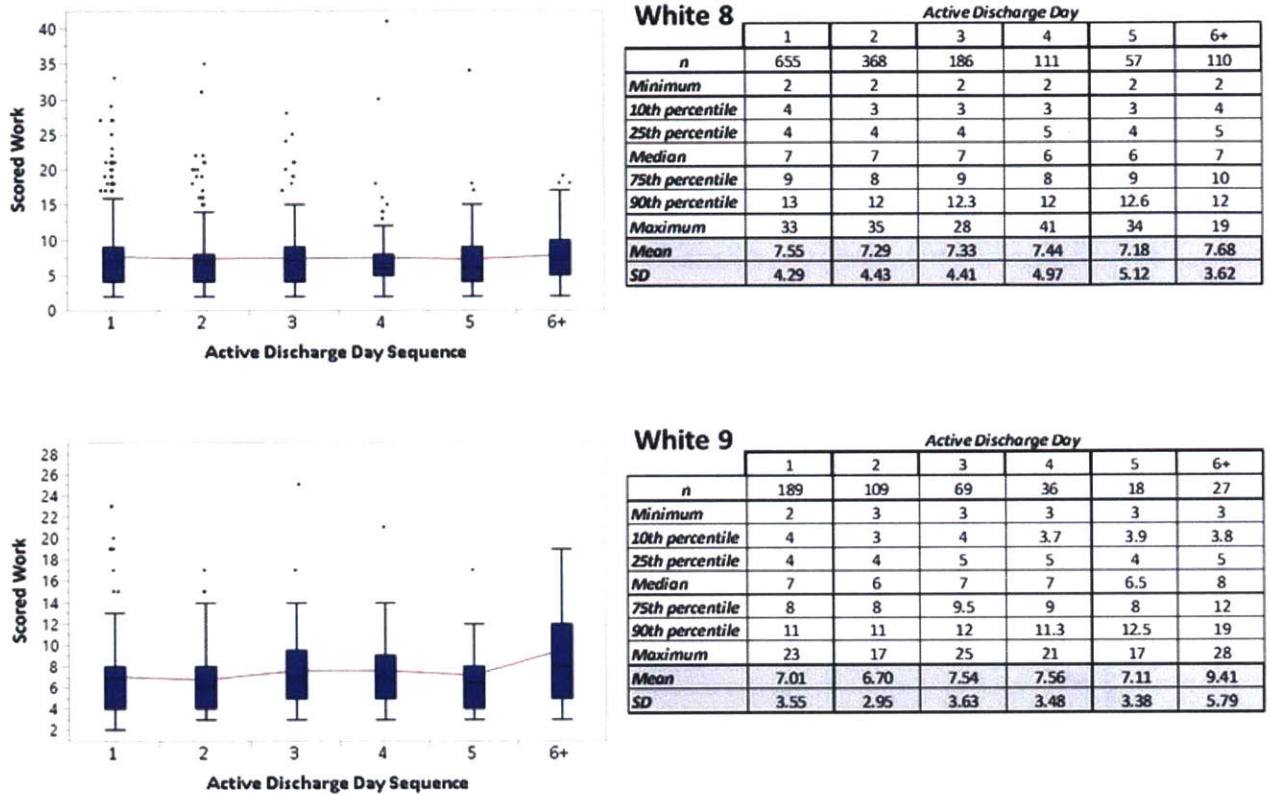 40
35
30
25
20
15
10
5
0
Scored Work
1 2 3 4 5 6+
Active Discharge Day Sequence
White 8
Active Discharge Day
1 2 3 4 5 6+
n 655 368 186 111 57 110
Minimum 2 2 2 2 2 2
10th percentile 4 3 3 3 3 4
25th percentile 4 4 4 5 4 5
Median 7 7 7 6 6 7
75th percentile 9 8 9 8 9 10
90th percentile 13 12 12.3 12 12.6 12
Maximum 33 35 28 41 34 19
Mean 7.55 7.29 7.33 7.44 7.18 7.68
SD 4.29 4.43 4.41 4.97 5.12 3.62
28
26
24
22
20
18
16
14
12
10
8
6
4
2
Scored Work
1 2 3 4 5 6+
Active Discharge Day Sequence
White 9
Active Discharge Day
1 2 3 4 5 6+
n 189 109 69 36 18 27
Minimum 2 3 3 3 3 3
10th percentile 4 3 4 3.7 3.9 3.8
25th percentile 4 4 5 5 4 5
Median 7 6 7 7 6.5 8
75th percentile 8 8 9.5 9 8 12
90th percentile 11 11 12 11.3 12.5 19
Maximum 23 17 25 21 17 28
Mean 7.01 6.70 7.54 7.56 7.11 9.41
SD 3.55 2.95 3.63 3.48 3.38 5.79